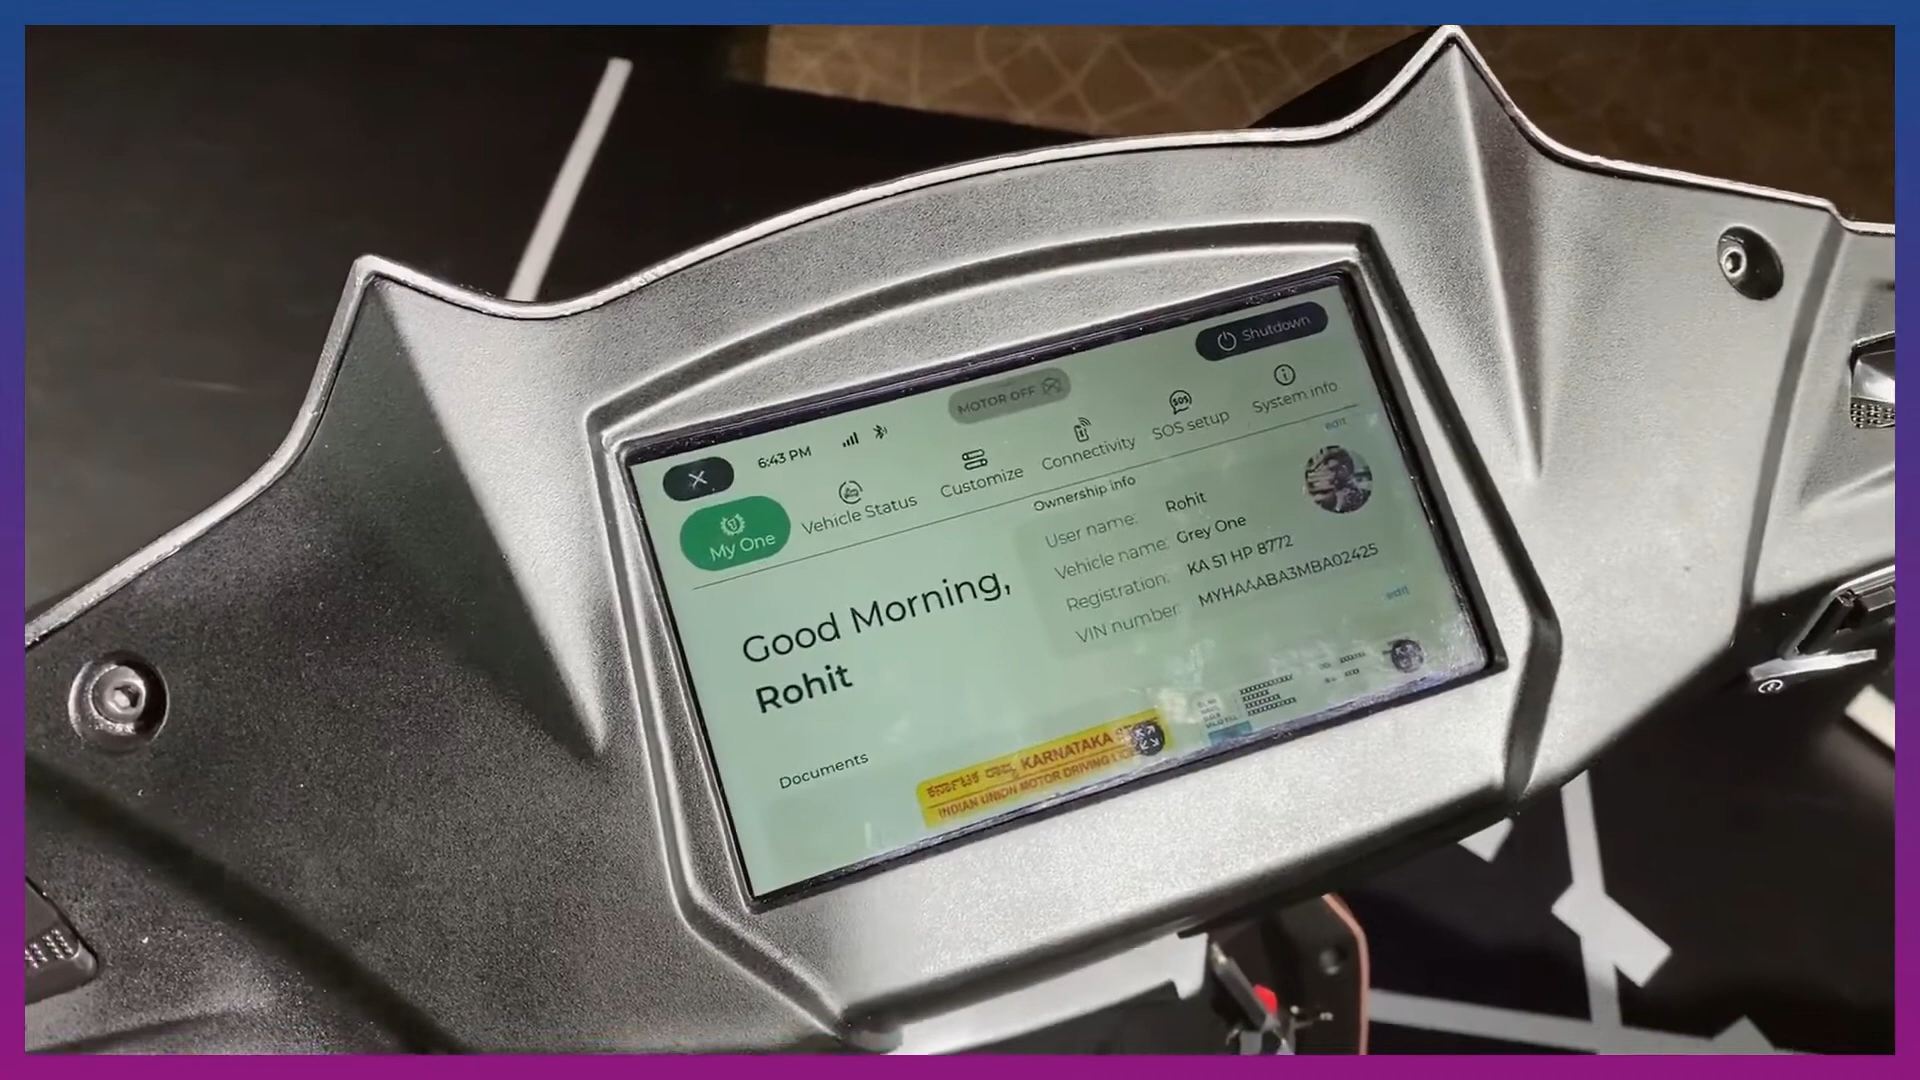 Shutdown
MOTOR OFF
6:43 PM
My One
Vehicle Status
Customize
Connectivity
SOS setup
System info
Good Morning,
Rohit
Ownership info
edit
User name: Rohit
Vehicle name: Grey One
Registration: KA 51 HP 8772
VIN number MYHAAABA3MBA02425
edit
Documents
ಕರ್ನಾಟಕ ರಾಜ್ಯ KARNATAKA
INDIAN UNION MOTOR DRIVING